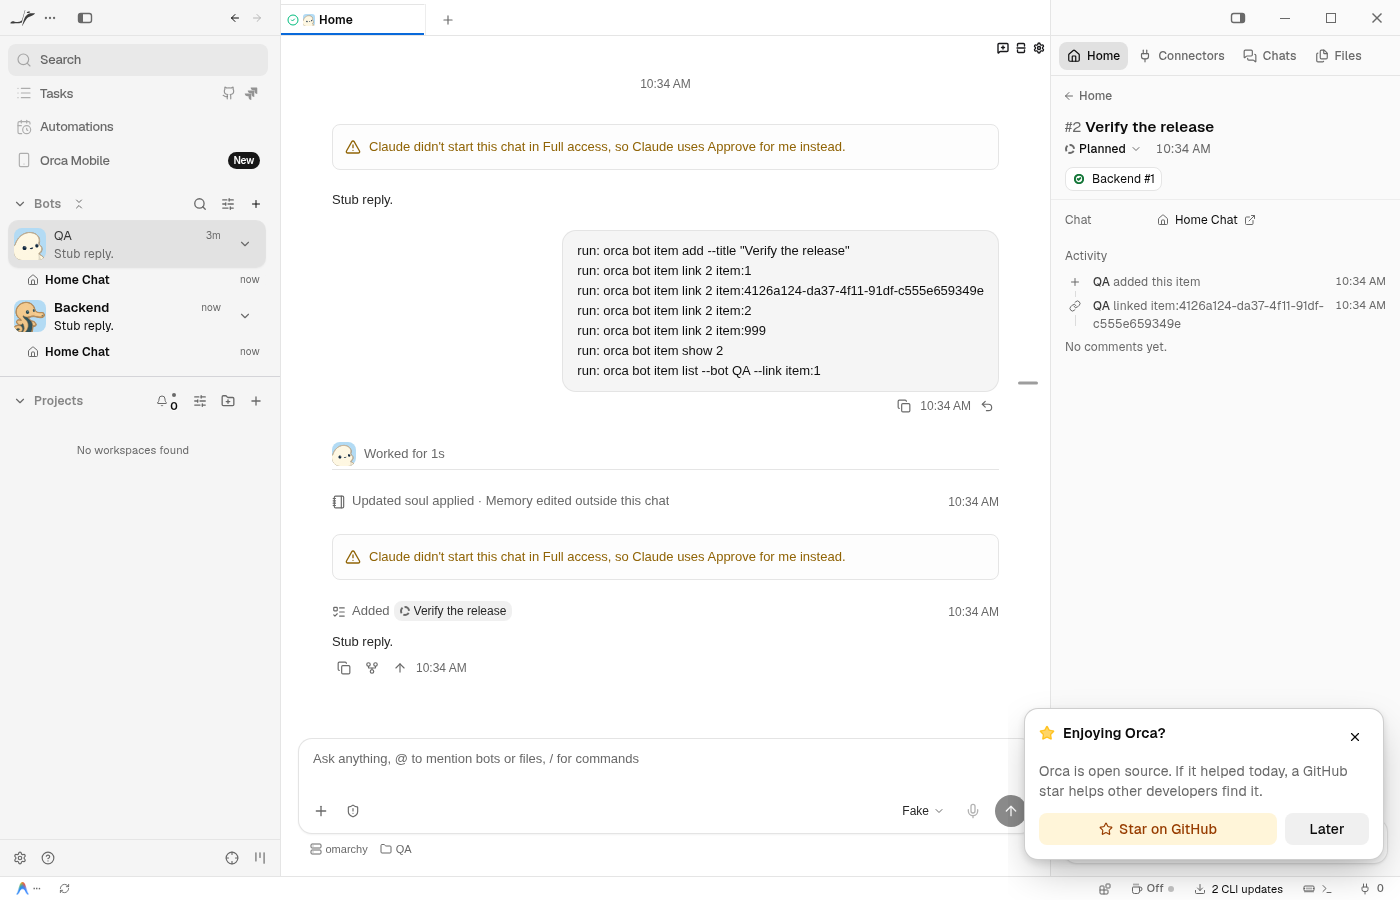 Home
Search
Tasks
Automations
Orca Mobile
New
Bots
QA
3m
Stub reply.
Home Chat
now
Backend
now
Stub reply.
Home Chat
now
Projects
0
No workspaces found
10:34 AM
Claude didn't start this chat in Full access, so Claude uses Approve for me instead.
Stub reply.
run: orca bot item add --title "Verify the release"
run: orca bot item link 2 item:1
run: orca bot item link 2 item:4126a124-da37-4f11-91df-c555e659349e
run: orca bot item link 2 item:2
run: orca bot item link 2 item:999
run: orca bot item show 2
run: orca bot item list --bot QA --link item:1
10:34 AM
Worked for 1s
Updated soul applied · Memory edited outside this chat
10:34 AM
Claude didn't start this chat in Full access, so Claude uses Approve for me instead.
Added Verify the release
10:34 AM
Stub reply.
10:34 AM
Ask anything, @ to mention bots or files, / for commands
Fake
omarchy
QA
Home
Connectors
Chats
Files
Home
#2 Verify the release
Planned
10:34 AM
Backend #1
Chat
Home Chat
Activity
QA added this item
10:34 AM
QA linked item:4126a124-da37-4f11-91df-
c555e659349e
10:34 AM
No comments yet.
Enjoying Orca?
Orca is open source. If it helped today, a GitHub
star helps other developers find it.
Star on GitHub
Later
Off
2 CLI updates
0